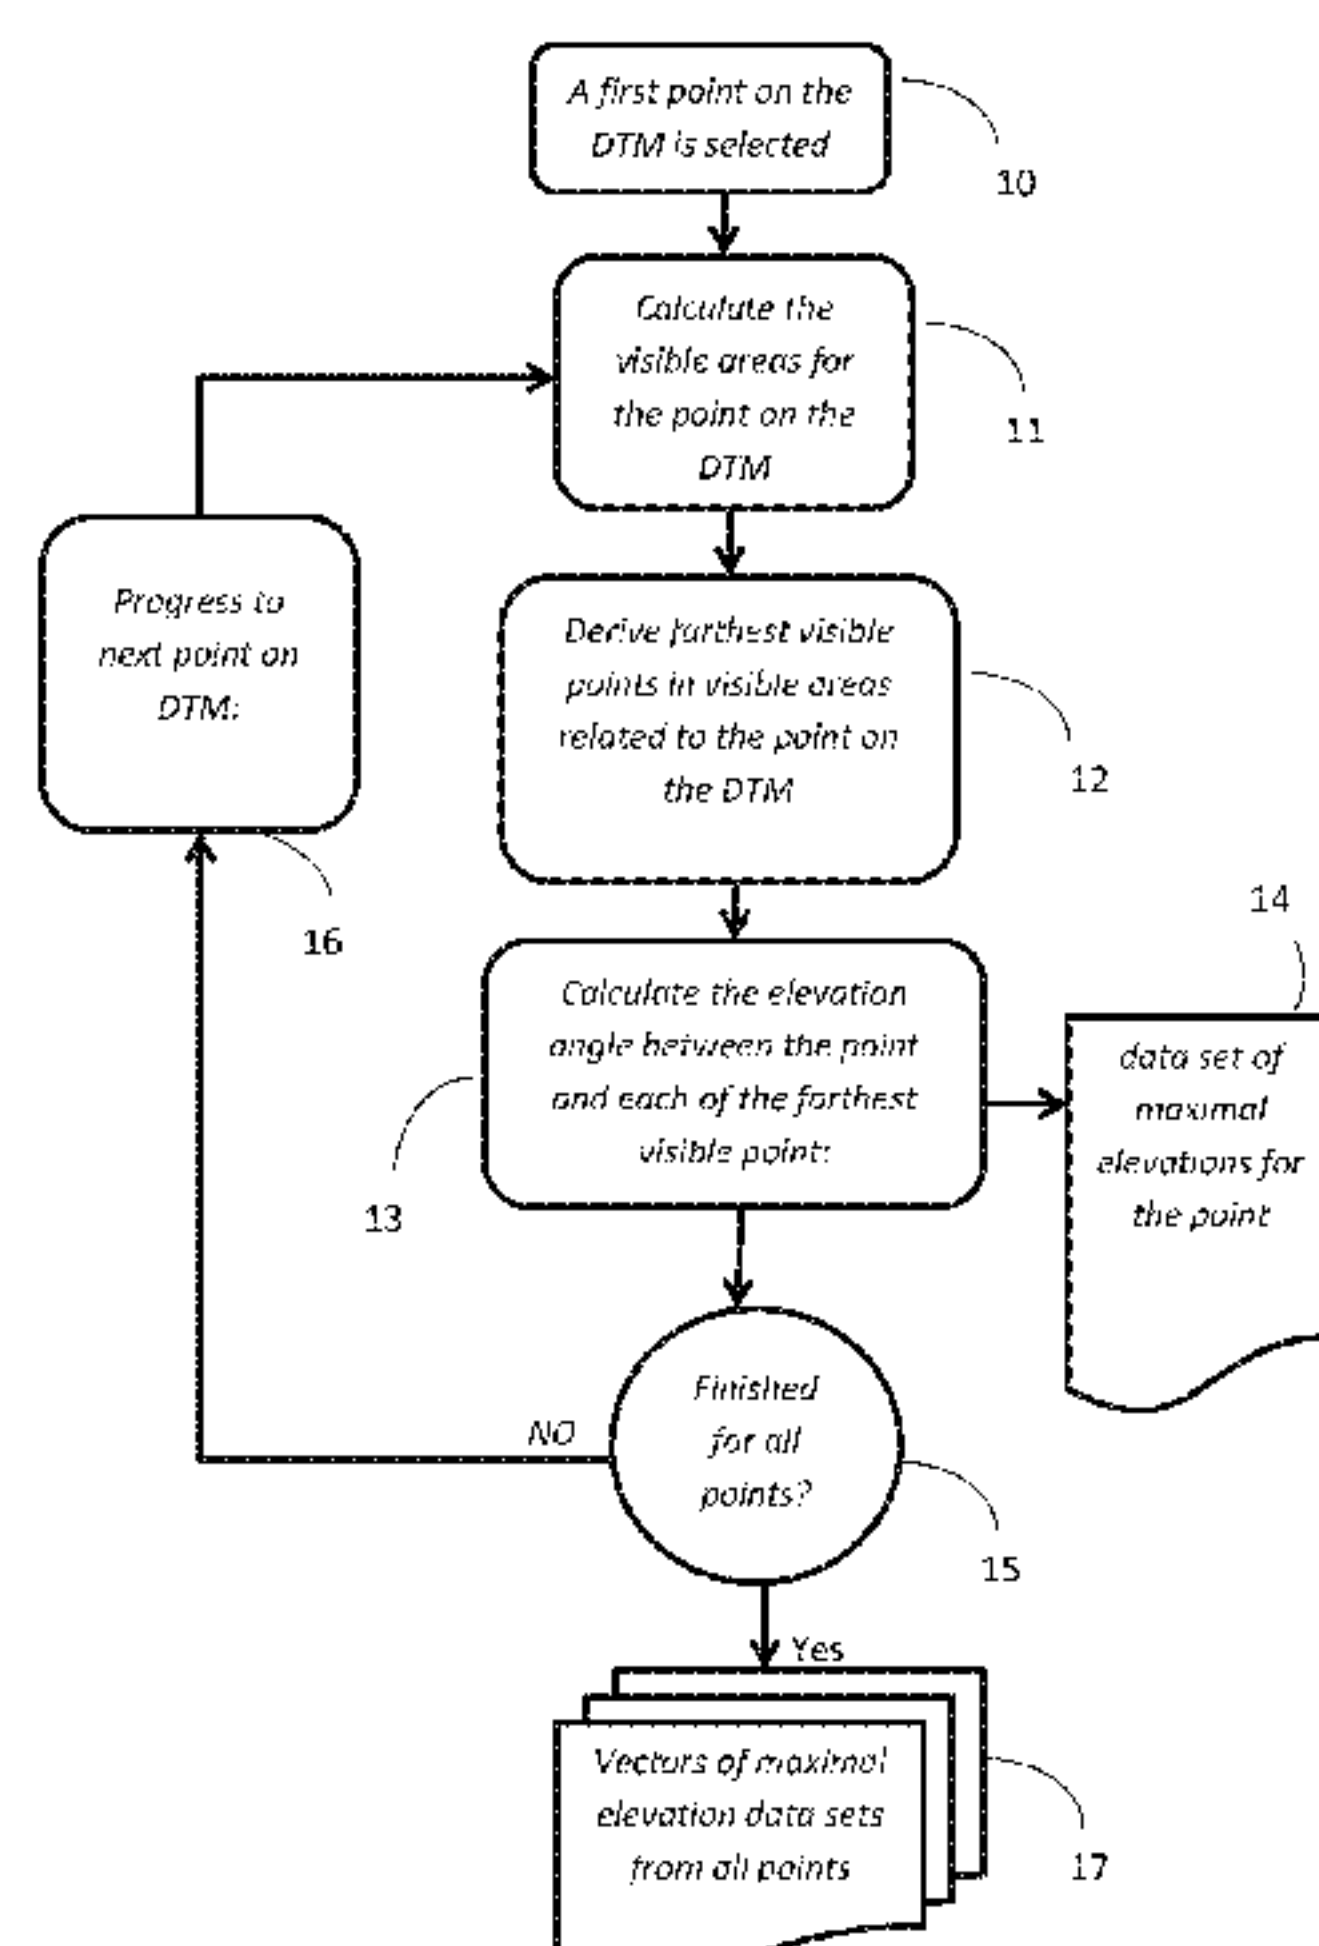 A first point on the
DTM is selected
10
Calculate the
visible areas for
the point on the
DTM
11
Progress to
next point on
DTM:
16
Derive farthest visible
points in visible areas
related to the point on
the DTM
12
Calculate the elevation
angle between the point
and each of the farthest
visible point:
13
14
data set of
maximal
elevations for
the point
Finished
for all
points?
NO
15
Yes
Vectors of maximal
elevation data sets
from all points
17